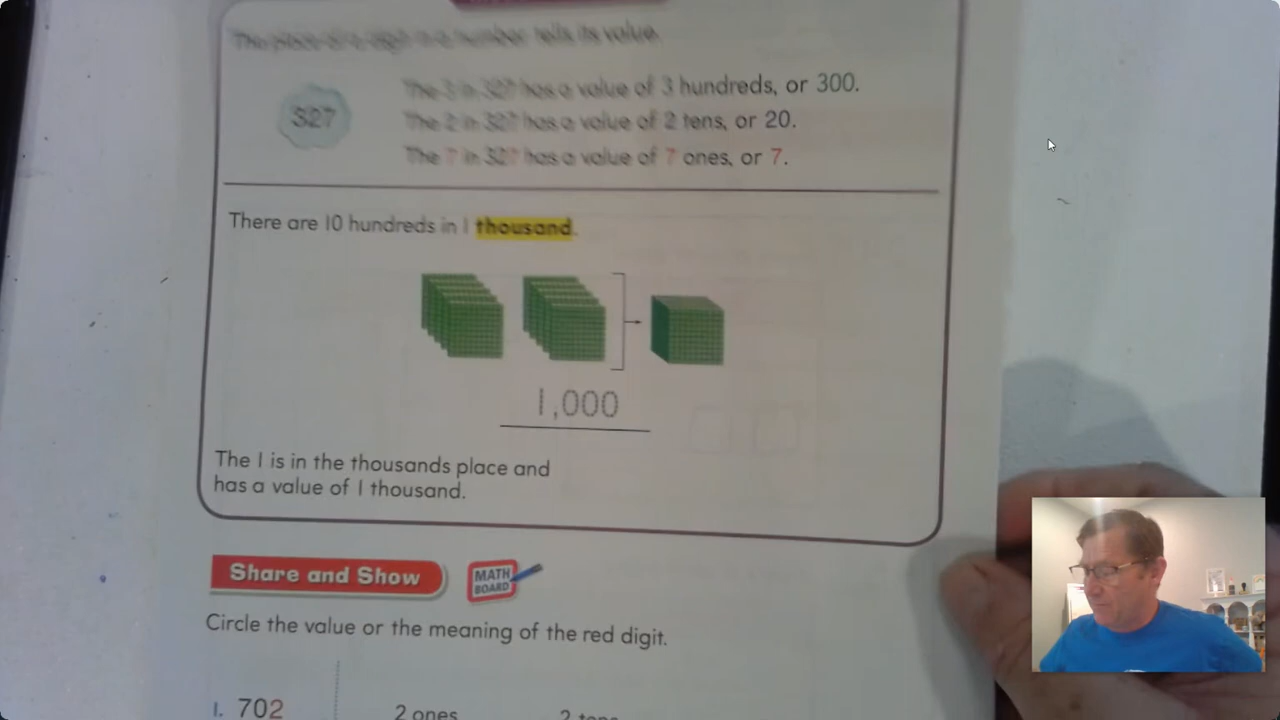 The place of a digit in a number tells its value.
The 3 in 327 has a value of 3 hundreds, or 300.
327
The 2 in 327 has a value of 2 tens, or 20.
The 7 in 327 has a value of 7 ones, or 7.
There are 10 hundreds in 1 thousand.
1,000
The 1 is in the thousands place and
has a value of 1 thousand.
Share and Show
MATH
BOARD
Circle the value or the meaning of the red digit.
1. 702 2 ones 2 tens